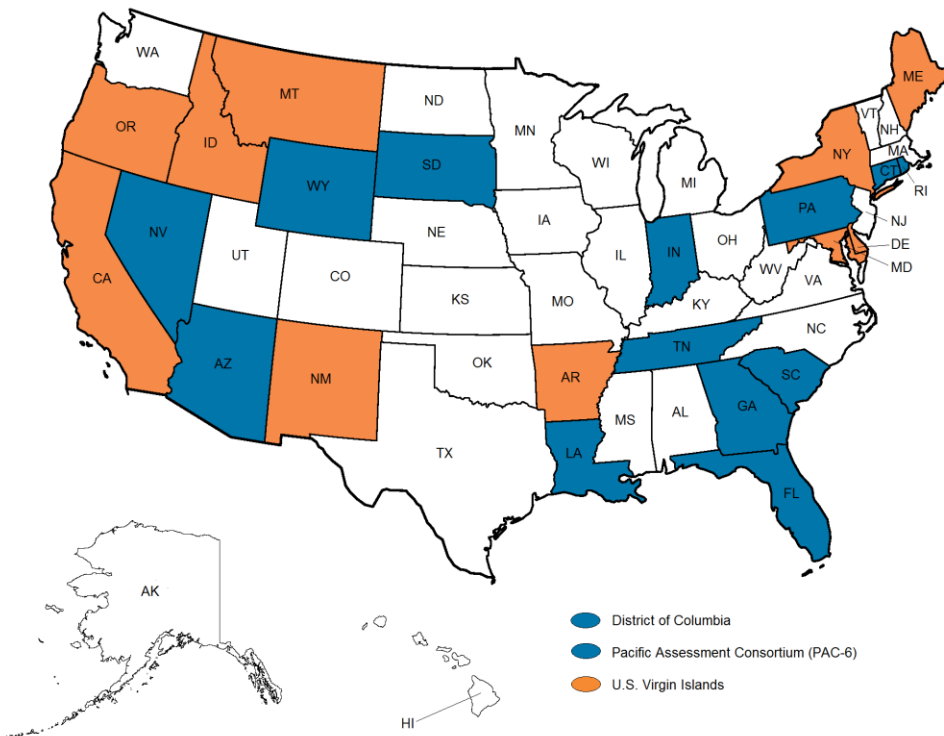 WA
MT
ND
MN
ME
VT
NH
OR
ID
SD
WI
MI
NY
MA
CT
RI
WY
IA
PA
NJ
NV
NE
OH
DE
UT
IL
IN
MD
CA
CO
WV
VA
KS
MO
KY
NC
AZ
NM
OK
TN
AR
SC
MS
AL
GA
TX
LA
FL
AK
HI
District of Columbia
Pacific Assessment Consortium (PAC-6)
U.S. Virgin Islands